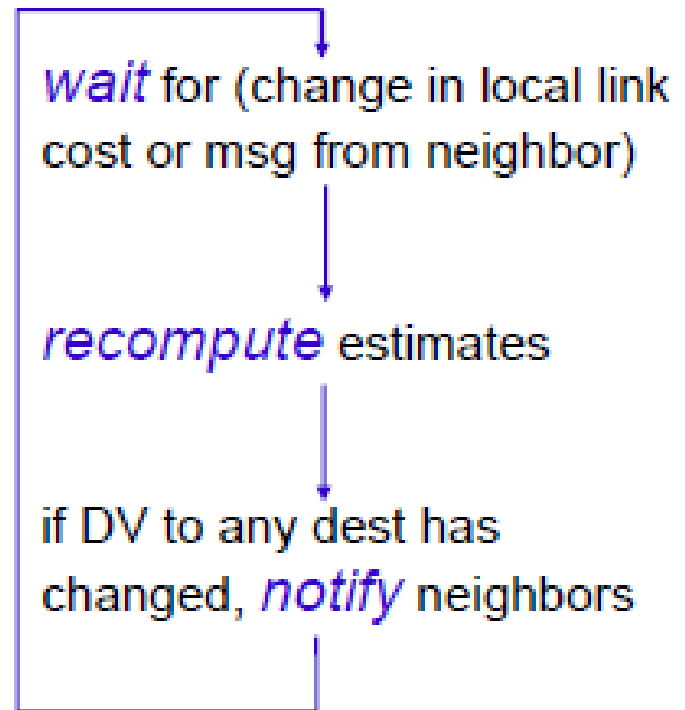 wait for (change in local link
cost or msg from neighbor)
recompute estimates
if DV to any dest has
changed, notify neighbors